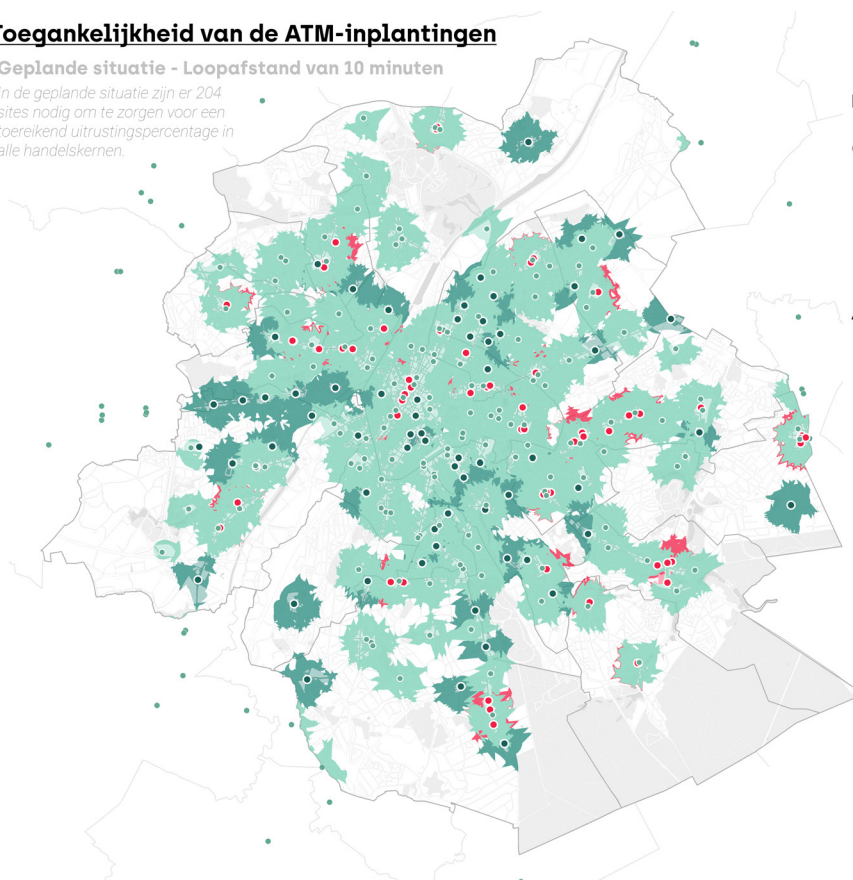 Toegankelijkheid van de ATM-inplantingen
Geplande situatie - Loopafstand van 10 minuten
In de geplande situatie zijn er 204
sites nodig om te zorgen voor een
toereikend uitrustingspercentage in
alle handelskernen.